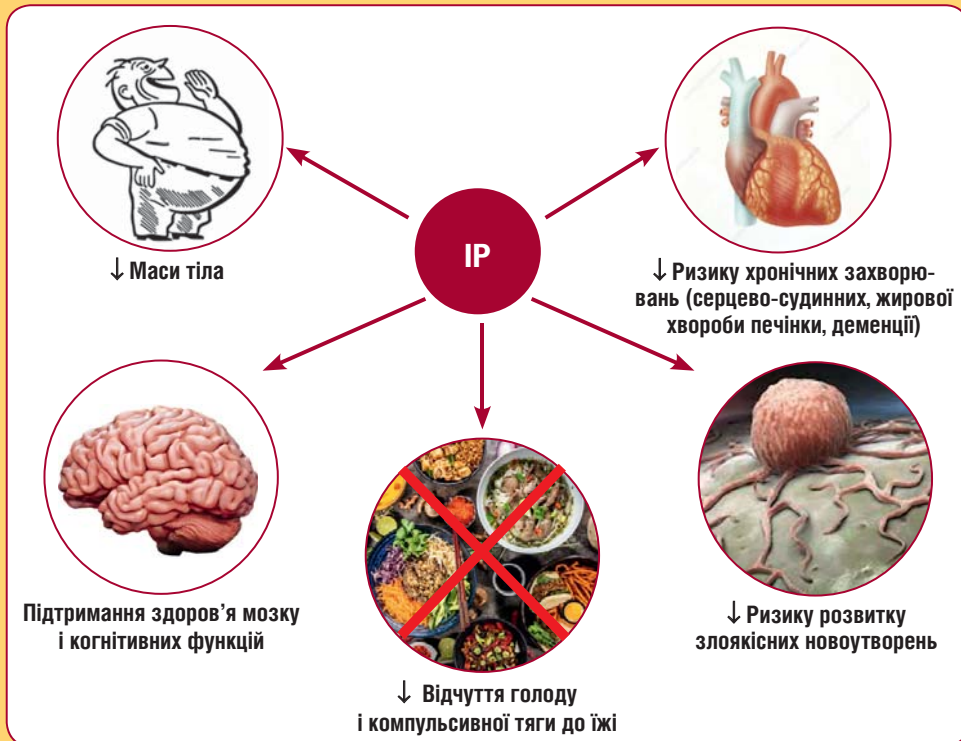 ↓ Маси тіла
ІР
↓ Ризику хронічних захворю-
вань (серцево-судинних, жирової
хвороби печінки, деменції)
Підтримання здоров’я мозку
і когнітивних функцій
↓ Відчуття голоду
і компульсивної тяги до їжі
↓ Ризику розвитку
злоякісних новоутворень